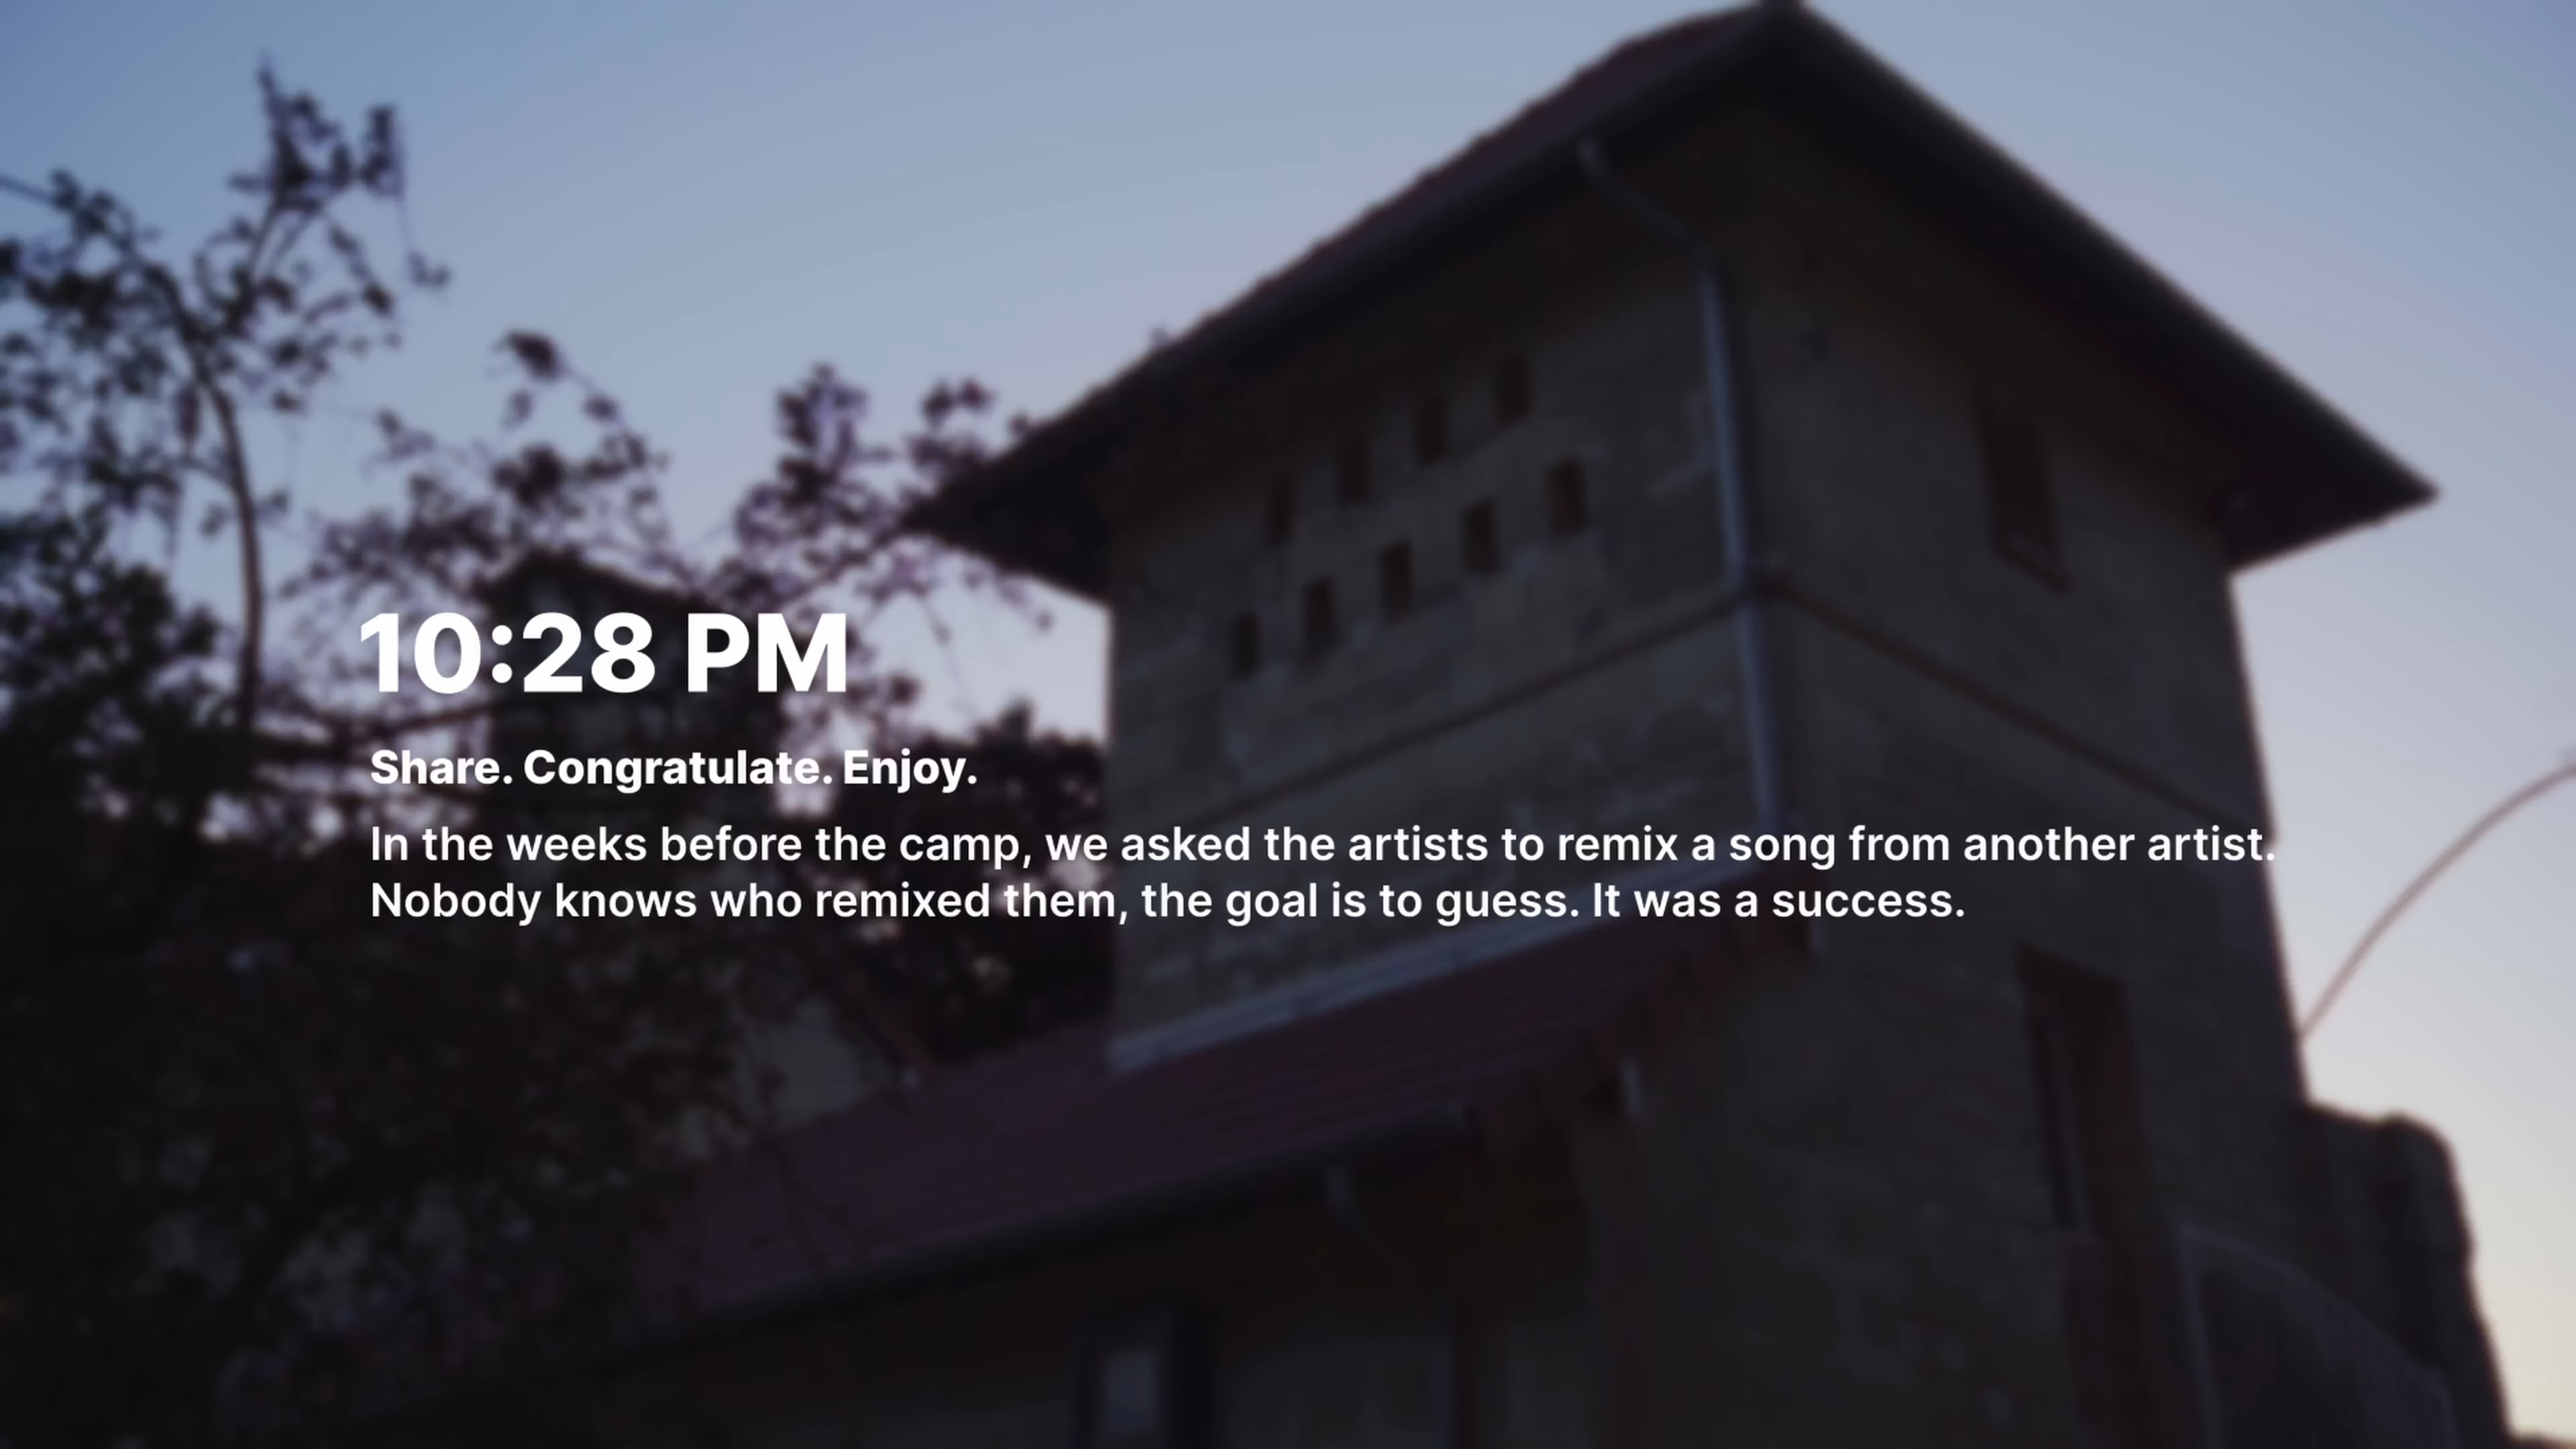 10:28 PM
Share. Congratulate. Enjoy.
In the weeks before the camp, we asked the artists to remix a song from another artist.
Nobody knows who remixed them, the goal is to guess. It was a success.